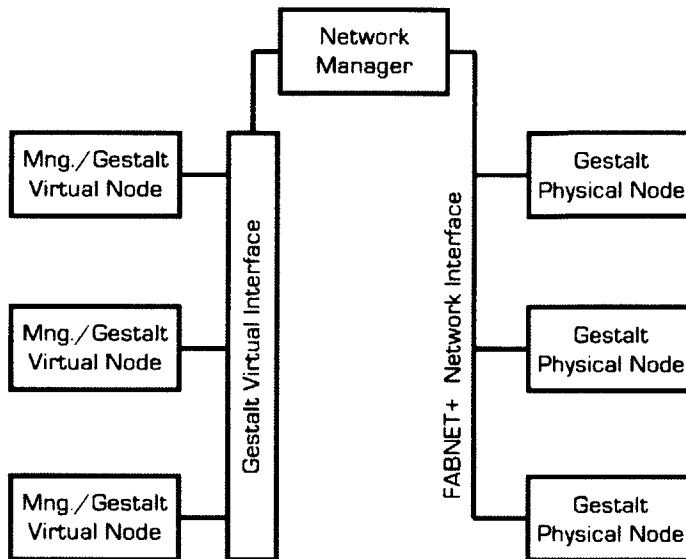 Network
Manager
Mng./Gestalt
Virtual Node
Mng./Gestalt
Virtual Node
Mng./Gestalt
Virtual Node
Gestalt Virtual Interface
FABNET+ Network Interface
Gestalt
Physical Node
Gestalt
Physical Node
Gestalt
Physical Node